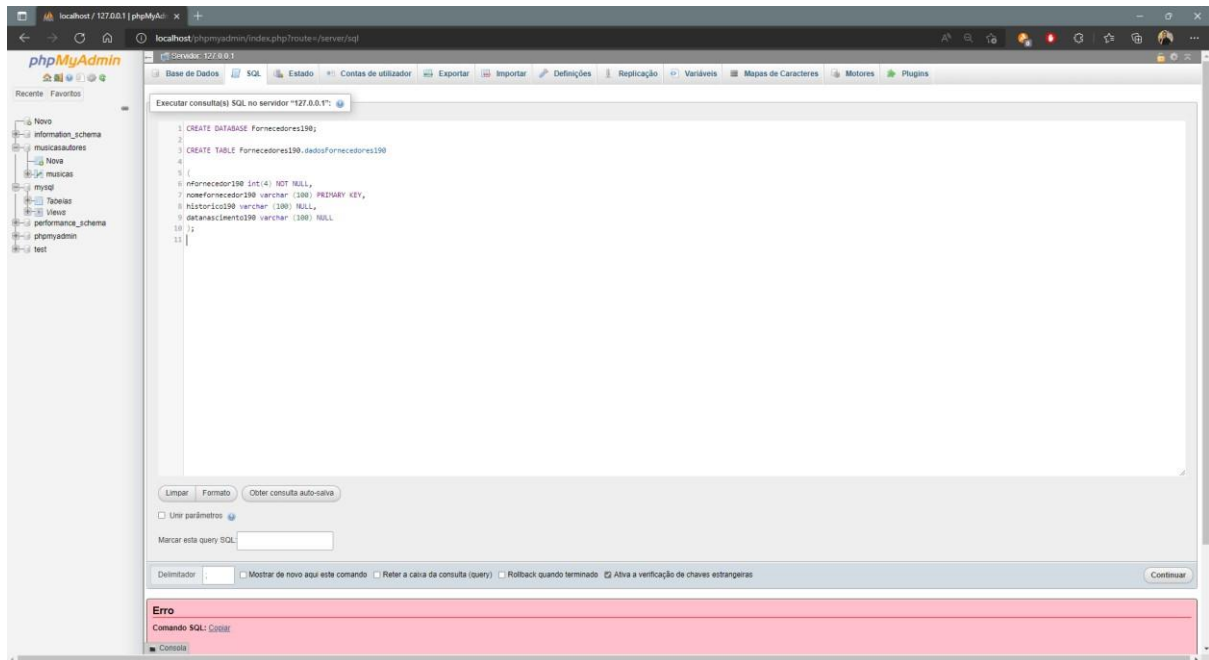 localhost / 127.0.0.1 | phpMyAd
localhost/phpmyadmin/index.php?route=/server/sql
phpMyAdmin
Recente Favoritos
Novo
information_schema
musicasautores
Nova
musicas
mysql
Tabelas
Views
performance_schema
phpmyadmin
test
Servidor: 127.0.0.1
Base de Dados SQL Estado Contas de utilizador Exportar Importar Definições Replicação Variáveis Mapas de Caracteres Motores Plugins
Executar consulta(s) SQL no servidor "127.0.0.1":
1 CREATE DATABASE Fornecedores190;
2
3 CREATE TABLE Fornecedores190.dadosFornecedores190
4
5 (
6 nfornecedor190 int(4) NOT NULL,
7 nomefornecedor190 varchar (100) PRIMARY KEY,
8 historico190 varchar (100) NULL,
9 datanascimento190 varchar (100) NULL
10 );
11
Limpar Formato Obter consulta auto-salva
Unir parâmetros
Marcar esta query SQL:
Delimitador ; Mostrar de novo aqui este comando Reter a caixa da consulta (query) Rollback quando terminado Ativa a verificação de chaves estrangeiras Continuar
Erro
Comando SQL: Copiar
Consola